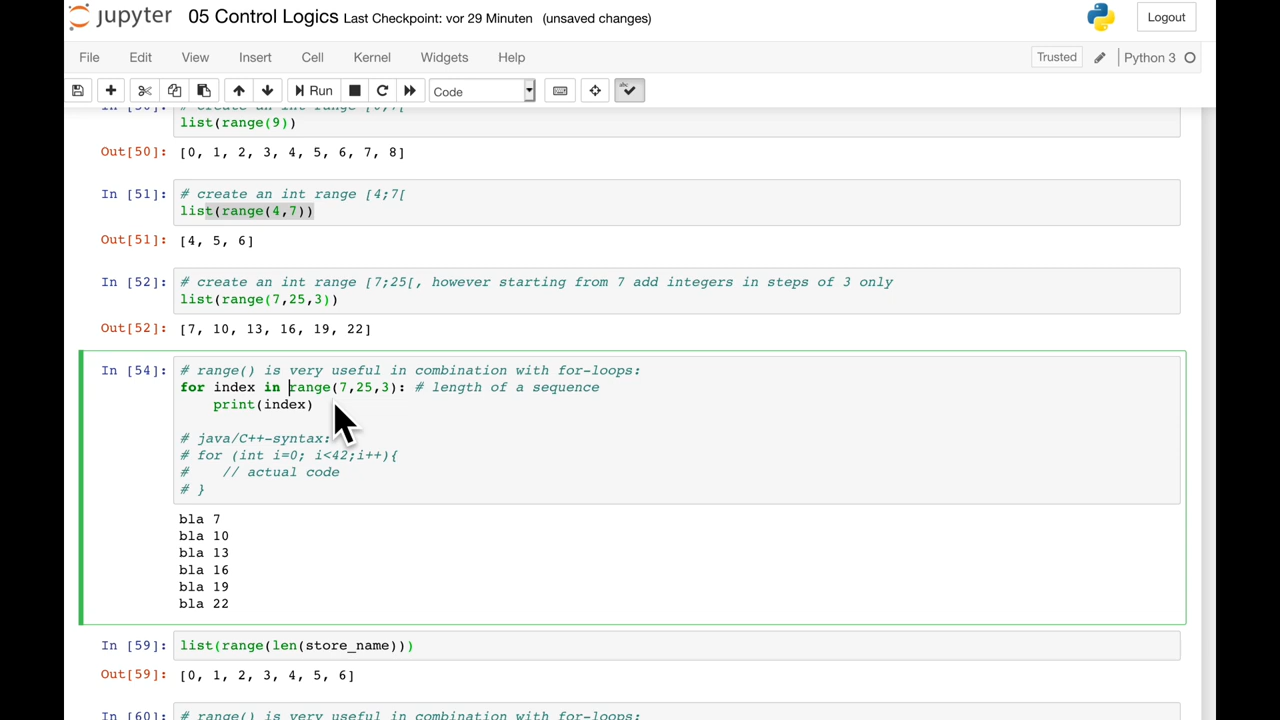 jupyter 05 Control Logics Last Checkpoint: vor 29 Minuten (unsaved changes) Logout
File Edit View Insert Cell Kernel Widgets Help Trusted Python 3
Run Code
In [50]: # create an int range [0;7[
list(range(9))
Out[50]: [0, 1, 2, 3, 4, 5, 6, 7, 8]
In [51]: # create an int range [4;7[
list(range(4,7))
Out[51]: [4, 5, 6]
In [52]: # create an int range [7;25[, however starting from 7 add integers in steps of 3 only
list(range(7,25,3))
Out[52]: [7, 10, 13, 16, 19, 22]
In [54]: # range() is very useful in combination with for-loops:
for index in range(7,25,3): # length of a sequence
print(index)
# java/C++-syntax:
# for (int i=0; i<42;i++){
# // actual code
# }
bla 7
bla 10
bla 13
bla 16
bla 19
bla 22
In [59]: list(range(len(store_name)))
Out[59]: [0, 1, 2, 3, 4, 5, 6]
In [60]: # range() is very useful in combination with for-loops: